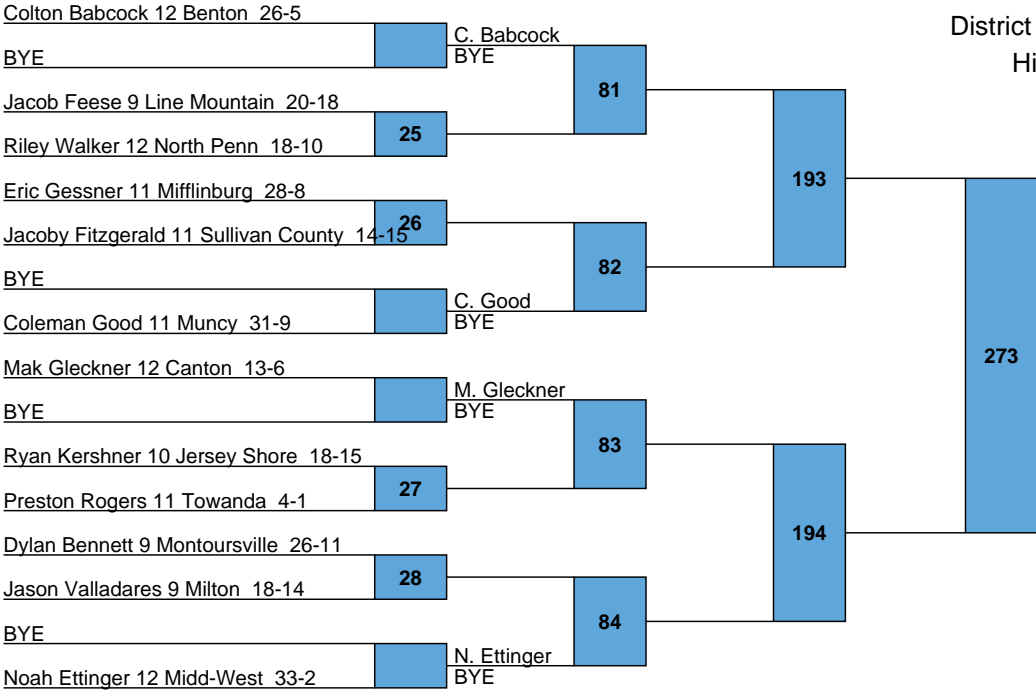 Colton Babcock 12 Benton 26-5
BYE
C. Babcock
BYE
81
Jacob Feese 9 Line Mountain 20-18
25
Riley Walker 12 North Penn 18-10
193
Eric Gessner 11 Mifflinburg 28-8
26
Jacoby Fitzgerald 11 Sullivan County 14-15
82
BYE
C. Good
BYE
Coleman Good 11 Muncy 31-9
273
Mak Gleckner 12 Canton 13-6
M. Gleckner
BYE
BYE
83
Ryan Kershner 10 Jersey Shore 18-15
27
Preston Rogers 11 Towanda 4-1
194
Dylan Bennett 9 Montoursville 26-11
28
Jason Valladares 9 Milton 18-14
84
BYE
N. Ettinger
BYE
Noah Ettinger 12 Midd-West 33-2
District
Hi